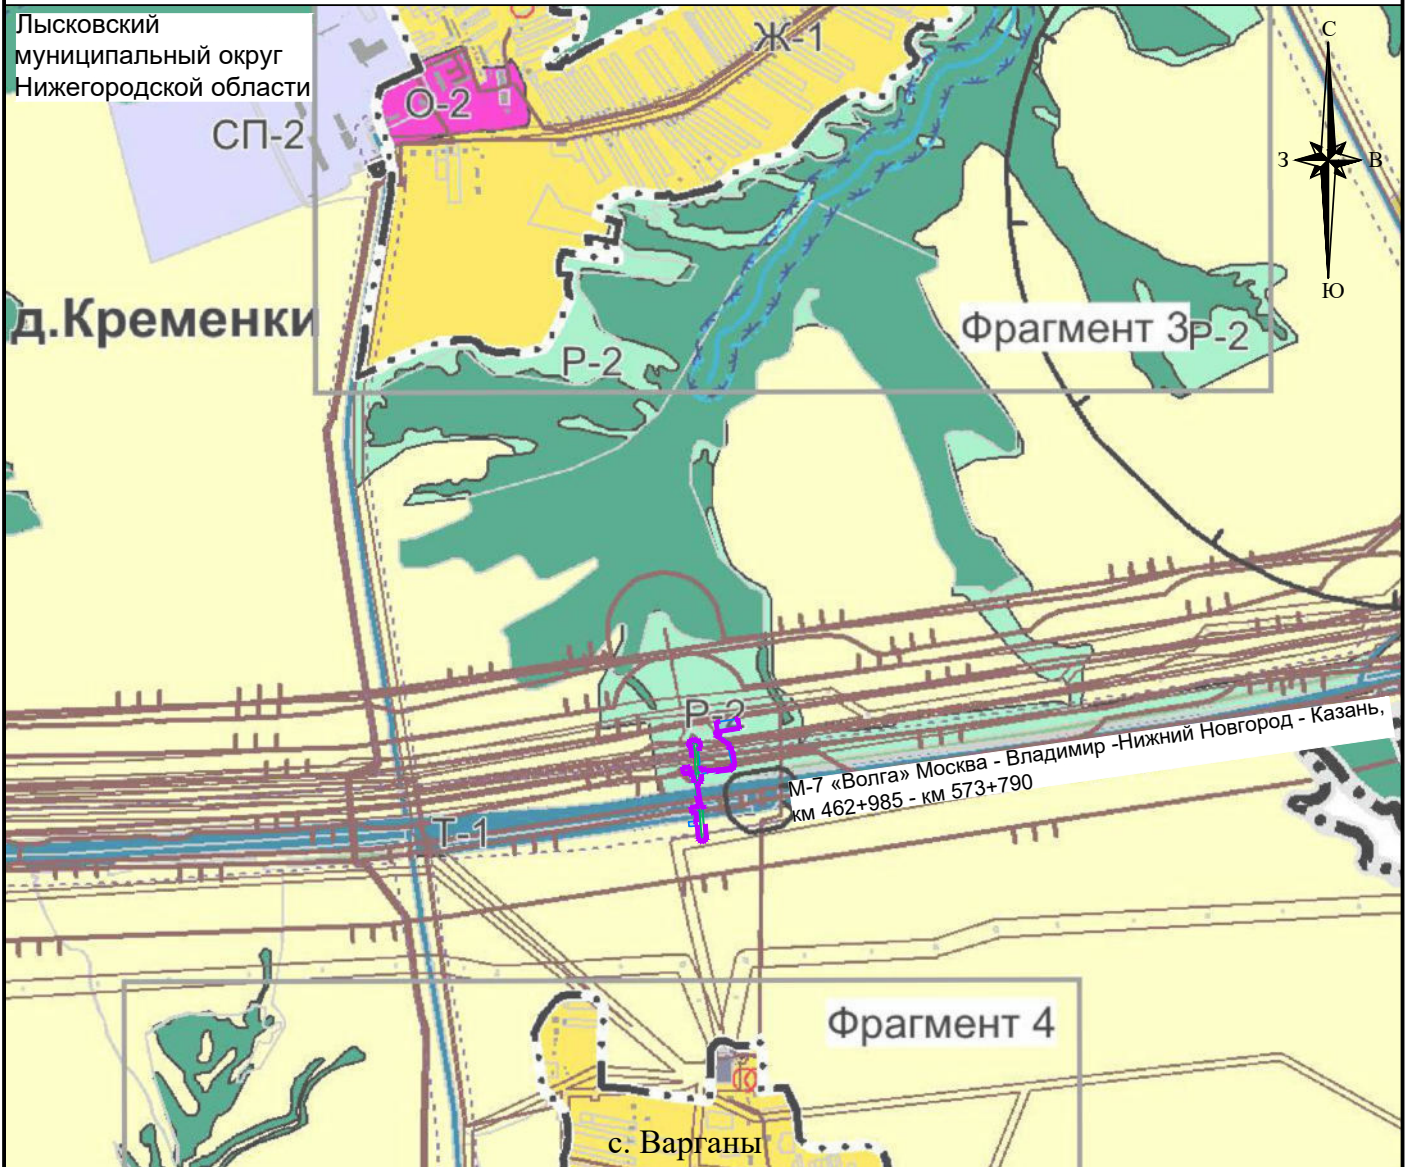 Лысковский
муниципальный округ
Нижегородской области
С
Ж-1
О-2
СП-2
З
В
Ю
д.Кременки
Фрагмент 3
Р-2
Р-2
Р-2
М-7 «Волга» Москва - Владимир -Нижний Новгород - Казань,
км 462+985 - км 573+790
Т-1
Фрагмент 4
с. Варганы